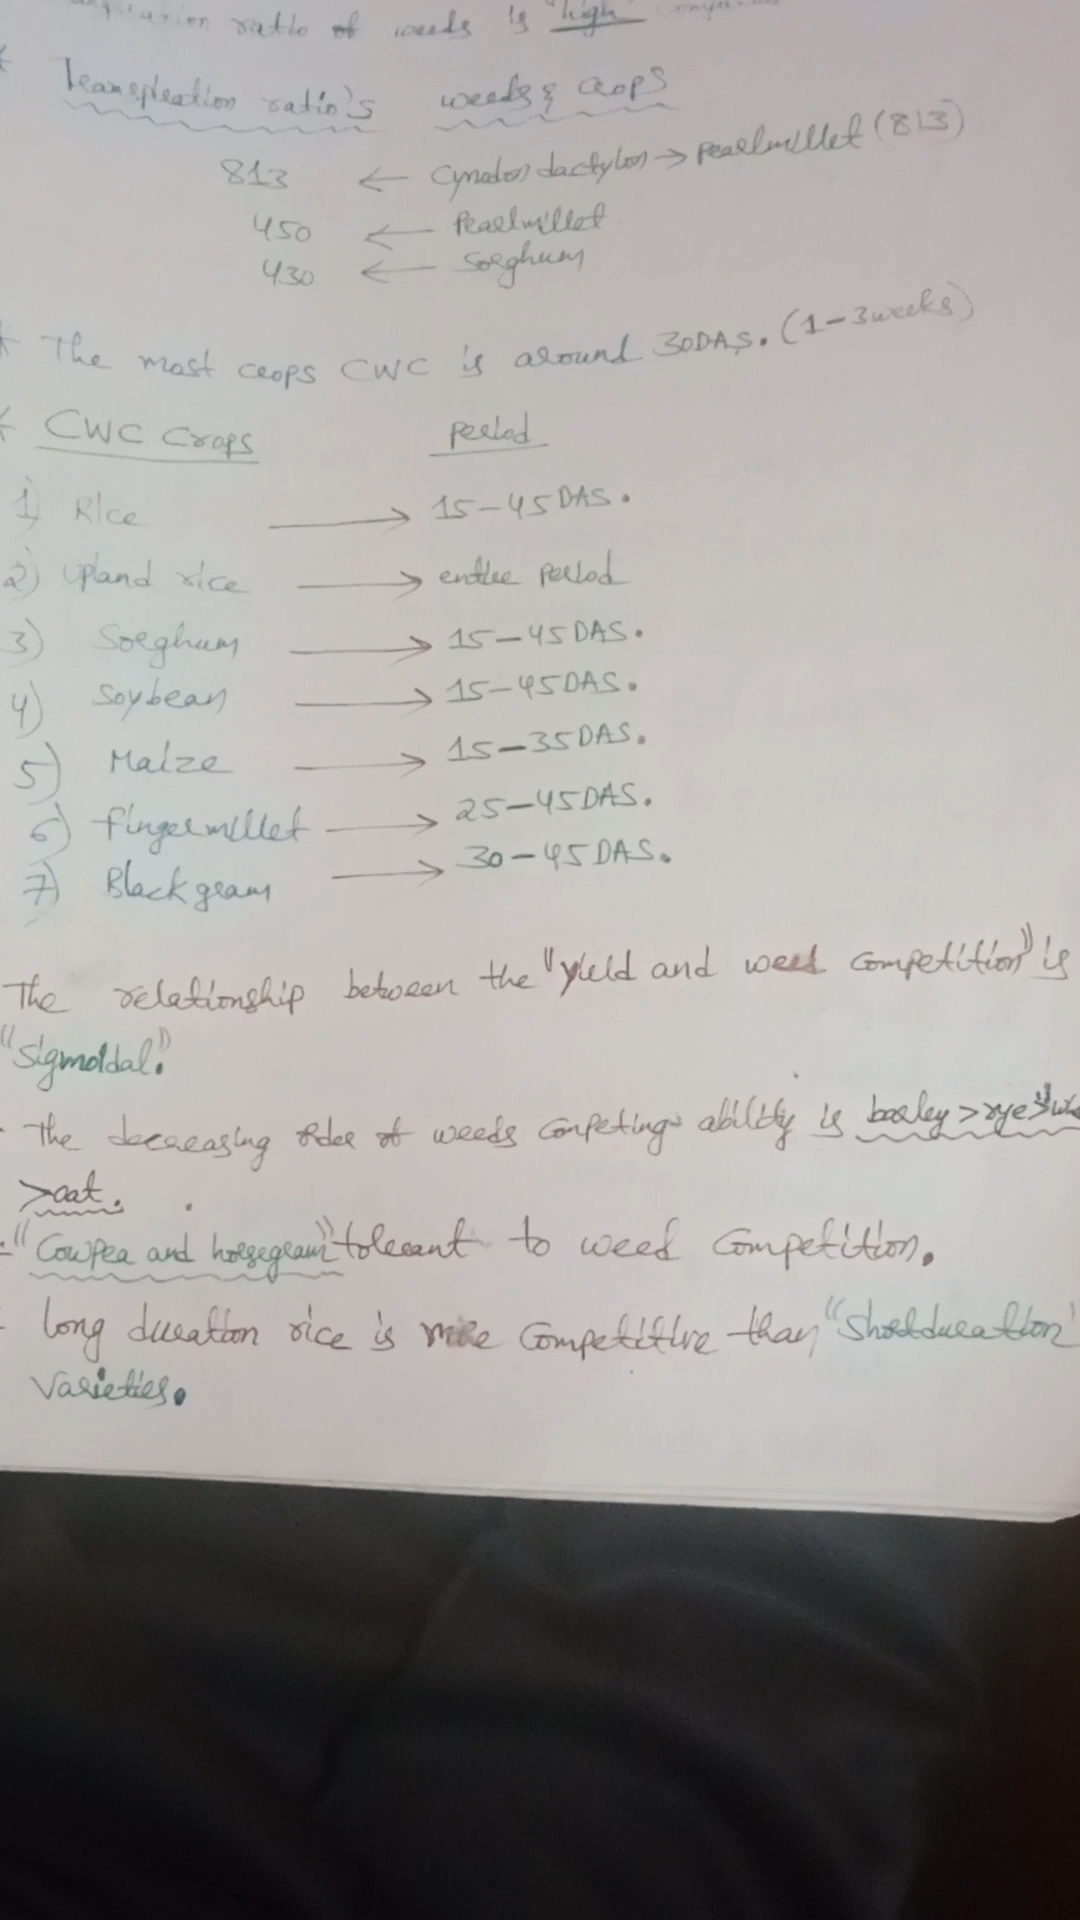 ratio of weeds is "high"
* Transpiration ratio's weeds & crops
813 ← Cynadon dactylon → pearlmillet (813)
450 ← Pearlmillet
430 ← Sorghum
* The most crops CWC is around 30DAS. (1-3weeks)
* CWC Crops period
1) Rice → 15-45 DAS.
2) Upland rice → entire period
3) Sorghum → 15-45 DAS.
4) Soybean → 15-45 DAS.
5) Maize → 15-35 DAS.
6) fingermillet → 25-45 DAS.
7) Black gram → 30-45 DAS.
The relationship between the "yield and weed competition" is
"Sigmoidal."
- The decreasing order of weeds competing ability is barley > rye >
> oat.
- "Cowpea and horsegram" tolerant to weed Competition.
- long duration rice is more Competitive than "Shortduration"
Varieties.